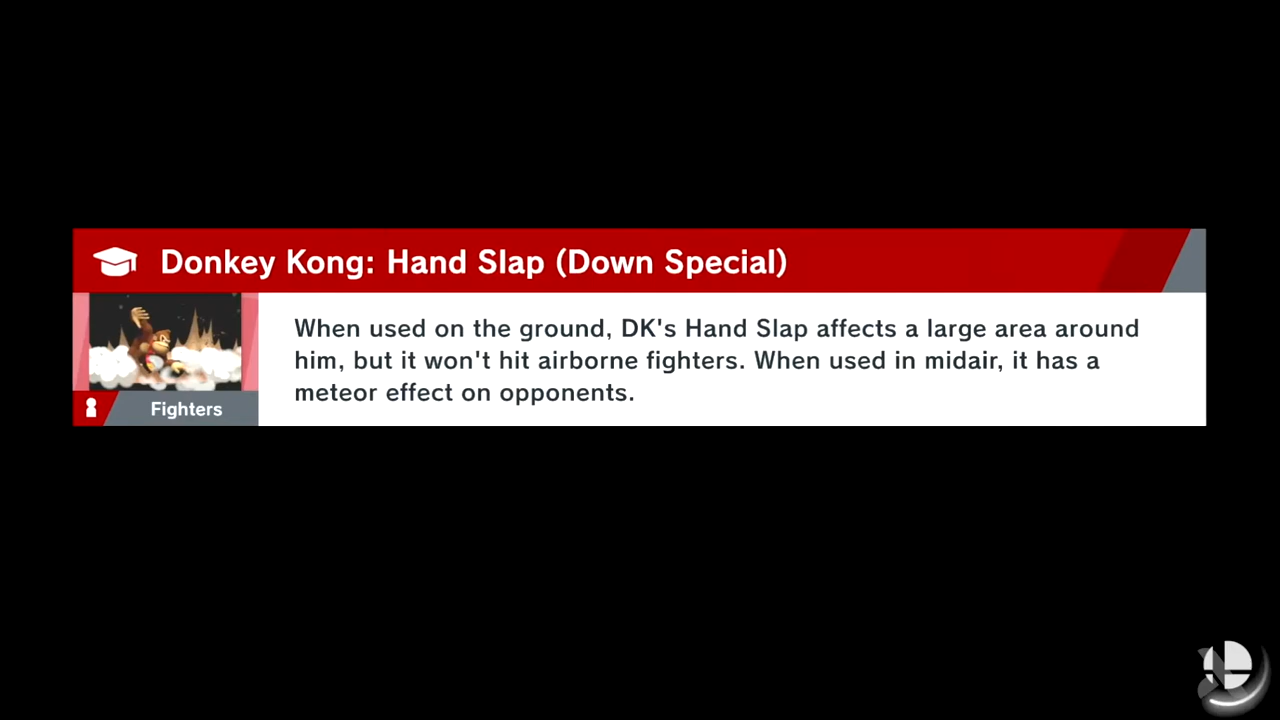 Donkey Kong: Hand Slap (Down Special)
When used on the ground, DK's Hand Slap affects a large area around
him, but it won't hit airborne fighters. When used in midair, it has a
meteor effect on opponents.
Fighters